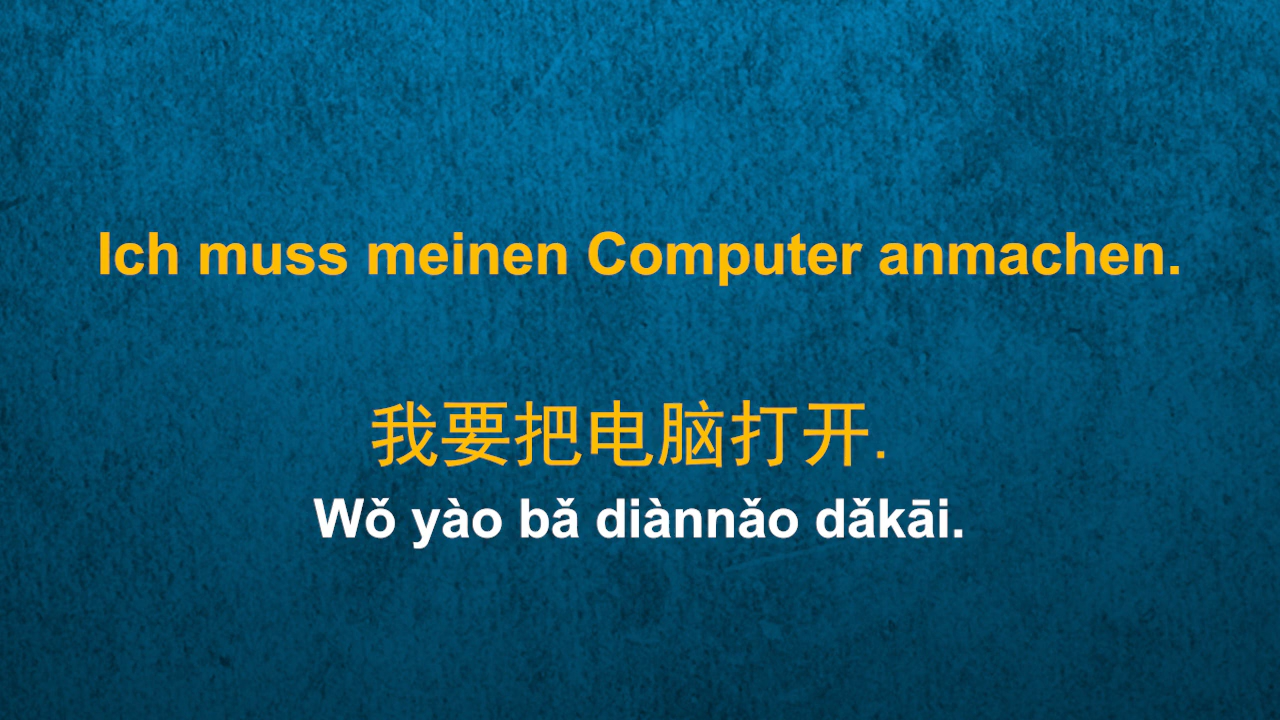 Ich muss meinen Computer anmachen.
我要把电脑打开.
Wǒ yào bǎ diànnǎo dǎkāi.